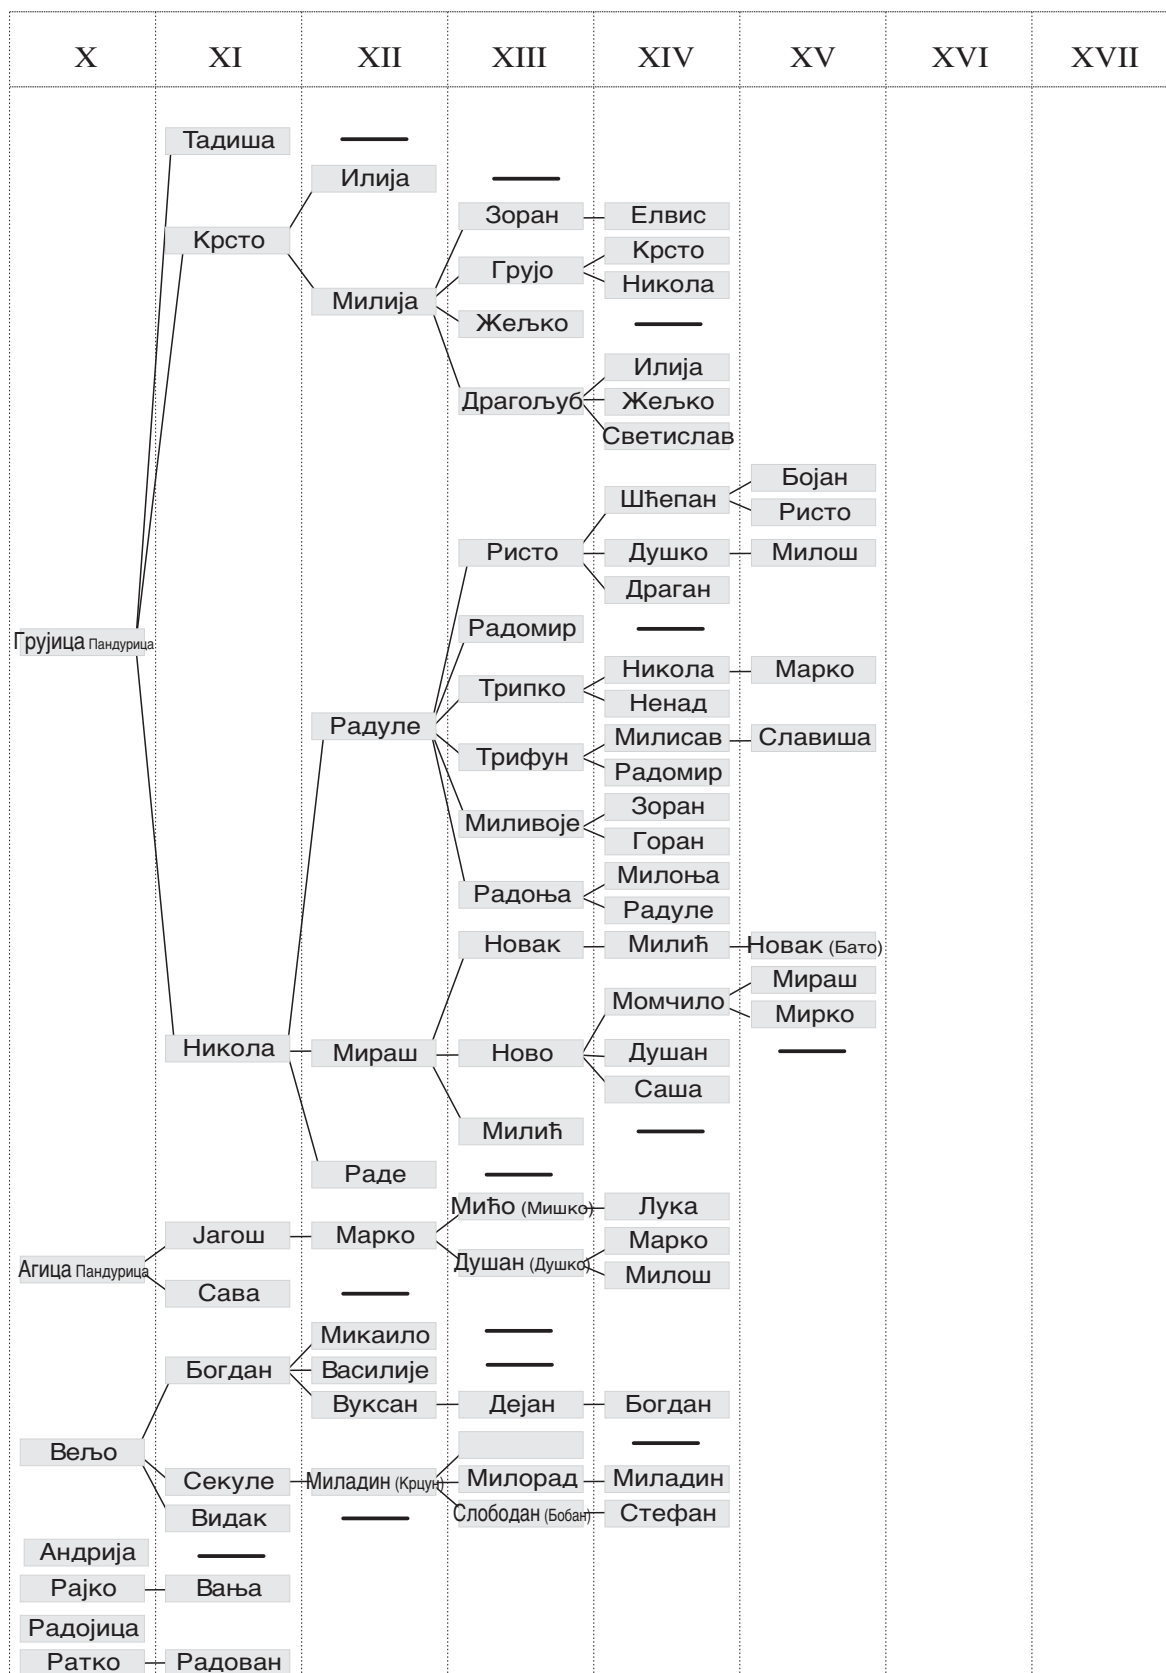 X XI XII XIII XIV XV XVI XVII
Тадиша
Илија
Зоран Елвис
Крсто Крсто
Грујо
Никола
Милија
Жељко
Илија
Драгољуб Жељко
Светислав
Бојан
Шћепан
Ристо
Ристо Душко Милош
Драган
Грујица Пандурица Радомир
Никола Марко
Трипко
Ненад
Радуле
Милисав Славиша
Трифун
Радомир
Зоран
Миливоје
Горан
Милоња
Радоња
Радуле
Новак Милић Новак (Бато)
Мираш
Момчило
Мирко
Никола Мираш Ново Душан
Саша
Милић
Раде
Мићо (Мишко) Лука
Јагош Марко Марко
Агица Пандурица Душан (Душко)
Милош
Сава
Микаило
Богдан Василије
Вуксан Дејан Богдан
Вељо
Секуле Миладин (Крцун) Милорад Миладин
Слободан (Бобан) Стефан
Видак
Андрија
Рајко Вања
Радојица
Ратко Радован